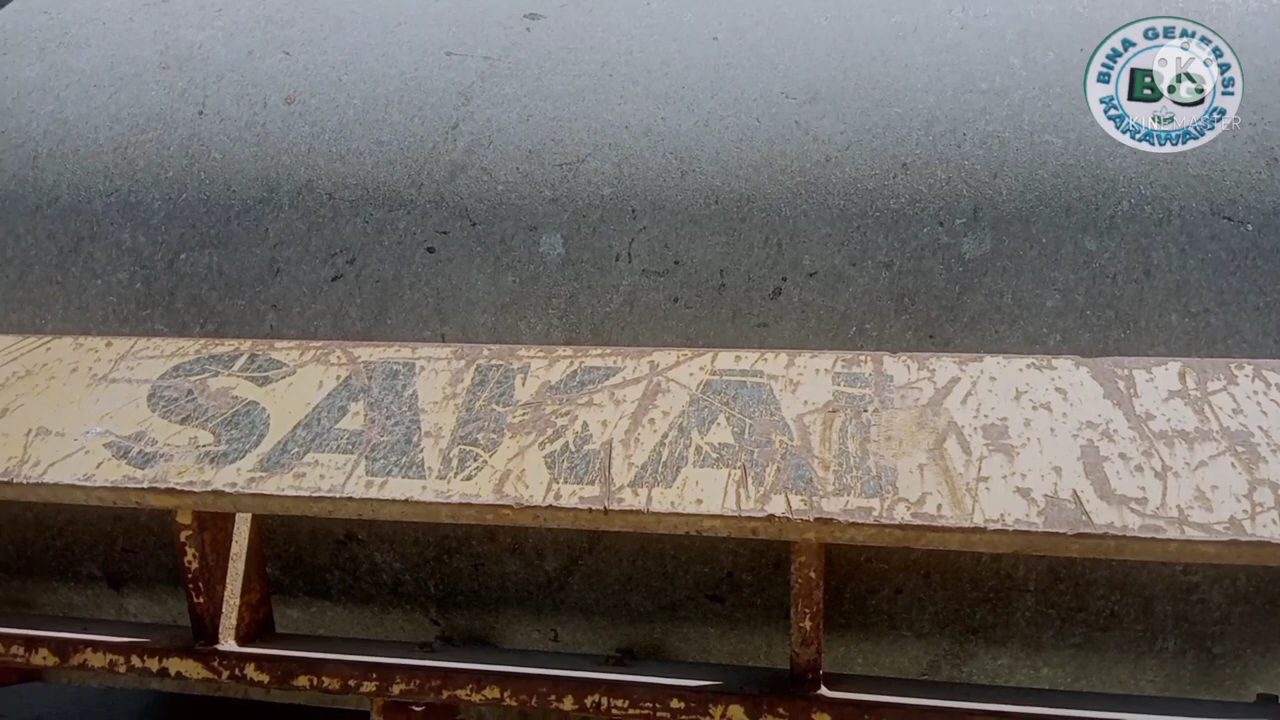 BINA GENERASI
BG
KARAWANG
K
KINEMASTER
SAKAI